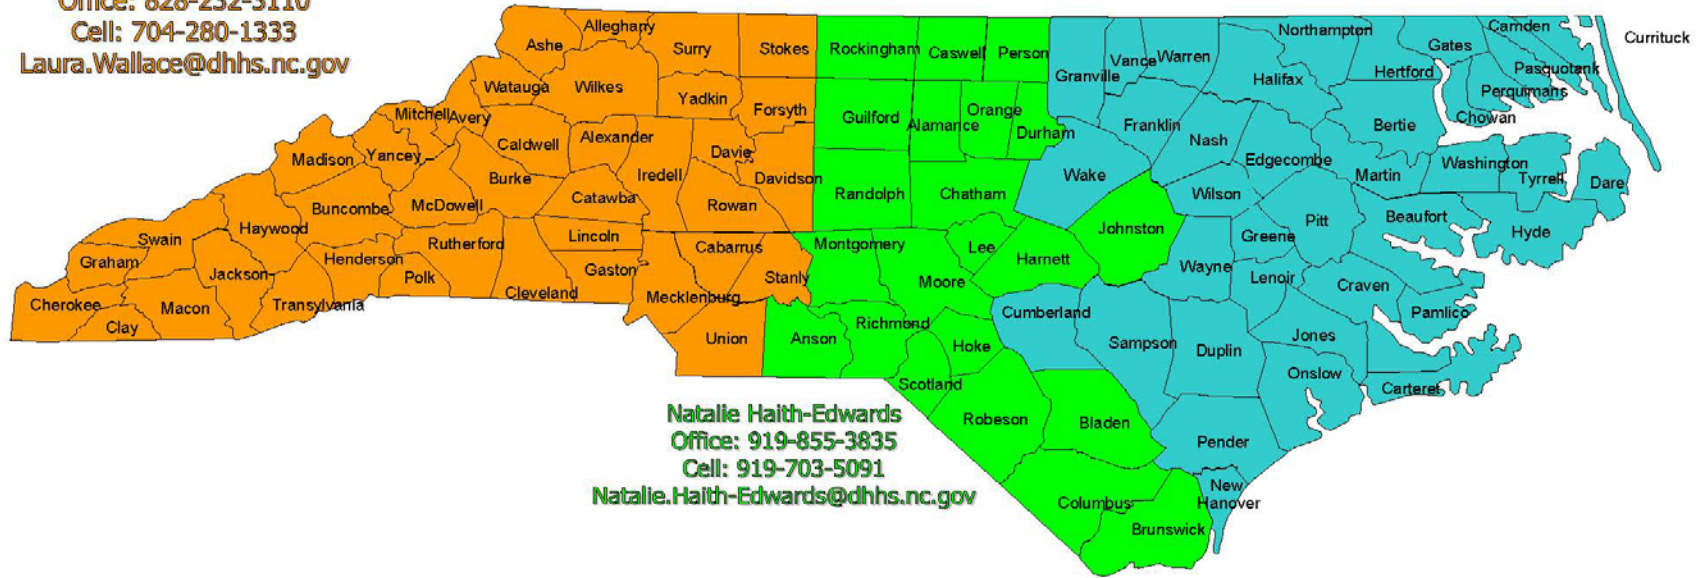 Office: 828-232-5110
Cell: 704-280-1333
Laura.Wallace@dhhs.nc.gov
Alleghany
Ashe
Surry
Stokes
Rockingham
Caswell
Person
Granville
Vance
Warren
Northampton
Gates
Camden
Currituck
Watauga
Wilkes
Yadkin
Forsyth
Guilford
Alamance
Orange
Durham
Franklin
Halifax
Hertford
Pasquotank
Perquimans
Chowan
Bertie
Mitchell
Avery
Caldwell
Alexander
Davie
Iredell
Davidson
Randolph
Chatham
Wake
Nash
Edgecombe
Martin
Washington
Tyrrell
Dare
Madison
Yancey
Burke
McDowell
Buncombe
Catawba
Rowan
Wilson
Pitt
Beaufort
Hyde
Haywood
Swain
Graham
Jackson
Henderson
Rutherford
Polk
Lincoln
Gaston
Cleveland
Cabarrus
Stanly
Montgomery
Lee
Moore
Harnett
Johnston
Greene
Wayne
Lenoir
Craven
Pamlico
Cherokee
Clay
Macon
Transylvania
Mecklenburg
Union
Anson
Richmond
Hoke
Scotland
Cumberland
Sampson
Duplin
Jones
Onslow
Carteret
Robeson
Bladen
Pender
New
Hanover
Columbus
Brunswick
Natalie Haith-Edwards
Office: 919-855-3835
Cell: 919-703-5091
Natalie.Haith-Edwards@dhhs.nc.gov